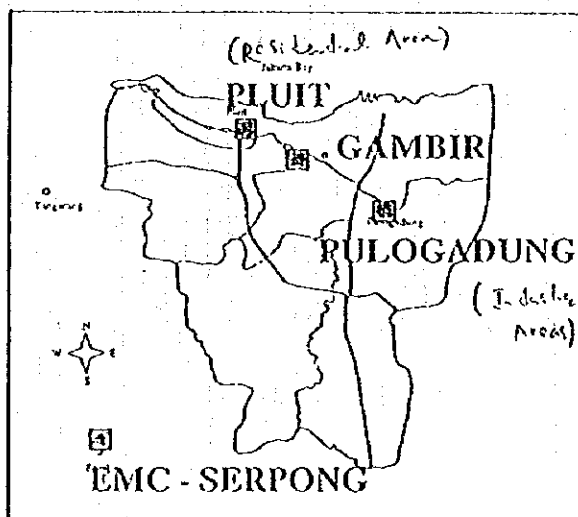 (Residential Area)
PLUIT
GAMBIR
PULOGADUNG
(Industry
Areas)
N
W E
S
EMC - SERPONG